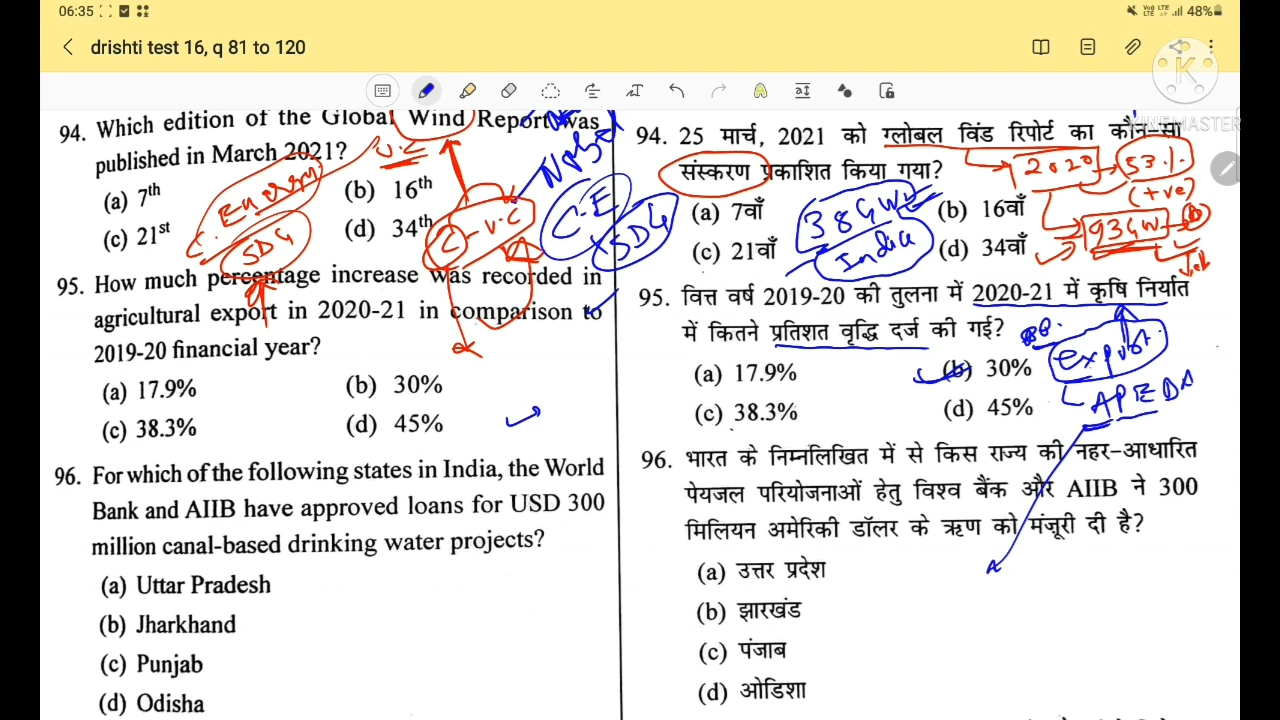 06:35
VoI) LTE
LTE
48%
drishti test 16, q 81 to 120
K
KINEMASTER
94. Which edition of the Global Wind Report was
published in March 2021?
(a) 7th
(b) 16th
(c) 21st
(d) 34th
95. How much percentage increase was recorded in
agricultural export in 2020-21 in comparison to
2019-20 financial year?
(a) 17.9%
(b) 30%
(c) 38.3%
(d) 45%
96. For which of the following states in India, the World
Bank and AIIB have approved loans for USD 300
million canal-based drinking water projects?
(a) Uttar Pradesh
(b) Jharkhand
(c) Punjab
(d) Odisha
SDG
C-V.C
C-E
SDG
94. 25 मार्च, 2021 को ग्लोबल विंड रिपोर्ट का कौन-सा
संस्करण प्रकाशित किया गया?
(a) 7वाँ
(b) 16वाँ
(c) 21वाँ
(d) 34वाँ
2020
53%
(+ve)
93GW
38GW
India
95. वित्त वर्ष 2019-20 की तुलना में 2020-21 में कृषि निर्यात
में कितने प्रतिशत वृद्धि दर्ज की गई?
(a) 17.9%
(b) 30%
(c) 38.3%
(d) 45%
export
APEDA
96. भारत के निम्नलिखित में से किस राज्य की नहर-आधारित
पेयजल परियोजनाओं हेतु विश्व बैंक और AIIB ने 300
मिलियन अमेरिकी डॉलर के ऋण को मंज़ूरी दी है?
(a) उत्तर प्रदेश
(b) झारखंड
(c) पंजाब
(d) ओडिशा